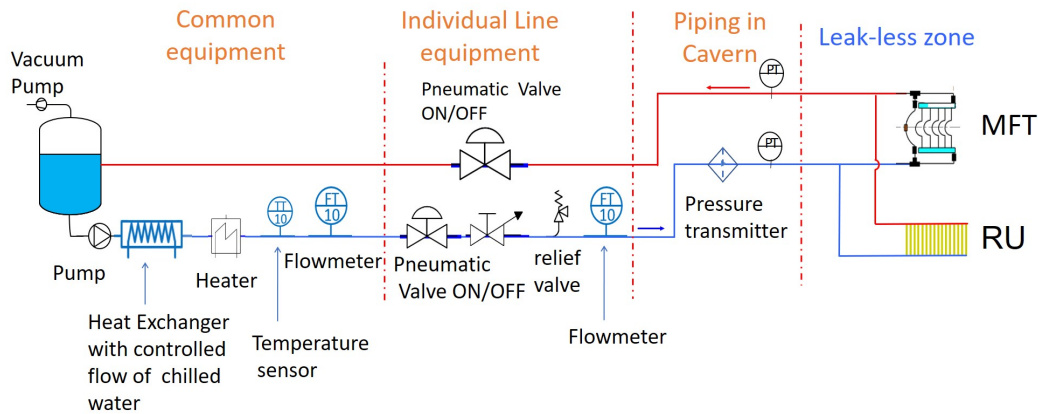 Common
equipment
Individual Line
equipment
Piping in
Cavern
Leak-less zone
Vacuum
Pump
Pneumatic Valve
ON/OFF
PT
MFT
PT
TT
10
FT
10
FT
10
Pressure
transmitter
RU
Pump
Heater
Flowmeter
Pneumatic
Valve ON/OFF
relief
valve
Flowmeter
Heat Exchanger
with controlled
flow of chilled
water
Temperature
sensor